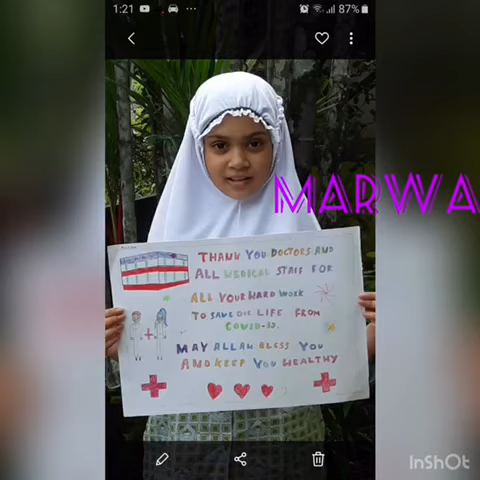 1:21
87%
MARWA
THANK YOU DOCTORS AND
ALL MEDICAL STAFF FOR
ALL YOUR HARD WORK
TO SAVE OUR LIFE FROM
COVID-19.
MAY ALLAH BLESS YOU
AND KEEP YOU HEALTHY
InShOt